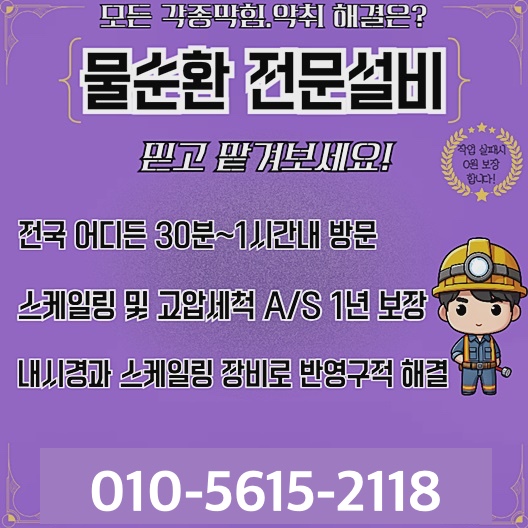 모든 각종막힘.악취 해결은?
물순환 전문설비
믿고 맡겨보세요!
작업 실패시
0원 보장
합니다!
전국 어디든 30분~1시간내 방문
스케일링 및 고압세척 A/S 1년 보장
내시경과 스케일링 장비로 반영구적 해결
010-5615-2118